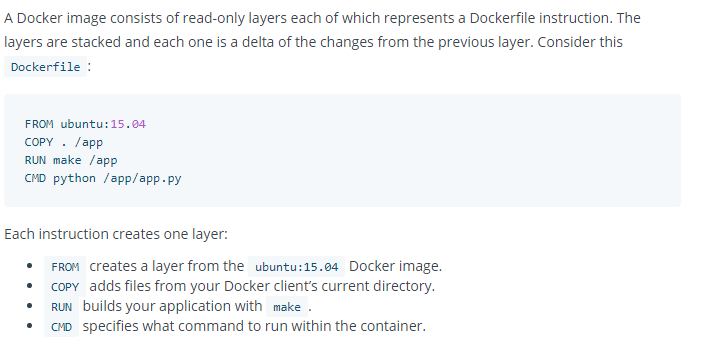 A Docker image consists of read-only layers each of which represents a Dockerfile instruction. The
layers are stacked and each one is a delta of the changes from the previous layer. Consider this
Dockerfile :
FROM ubuntu:15.04
COPY . /app
RUN make /app
CMD python /app/app.py
Each instruction creates one layer:
• FROM creates a layer from the ubuntu:15.04 Docker image.
• COPY adds files from your Docker client's current directory.
• RUN builds your application with make .
• CMD specifies what command to run within the container.